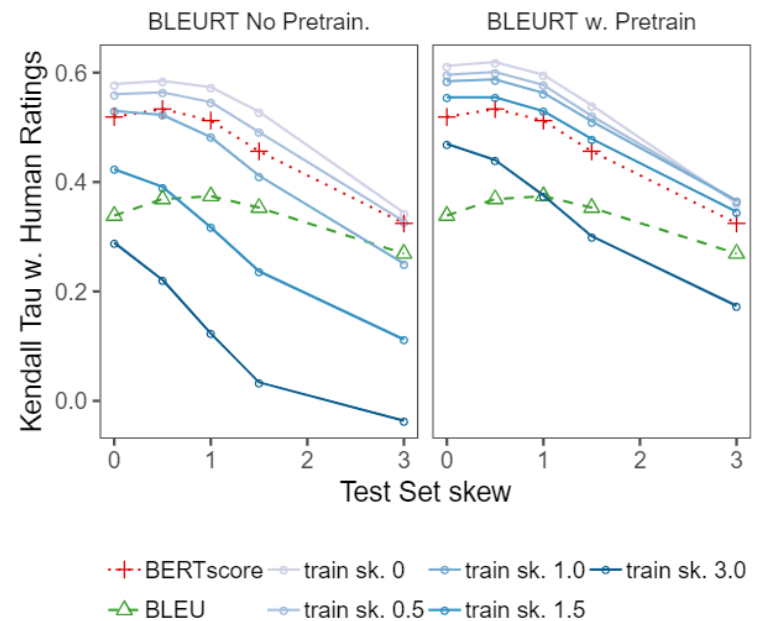 BLEURT No Pretrain. BLEURT w. Pretrain
Kendall Tau w. Human Ratings
0.6
0.4
0.2
0.0
0 1 2 3 0 1 2 3
Test Set skew
BERTscore train sk. 0 train sk. 1.0 train sk. 3.0
BLEU train sk. 0.5 train sk. 1.5